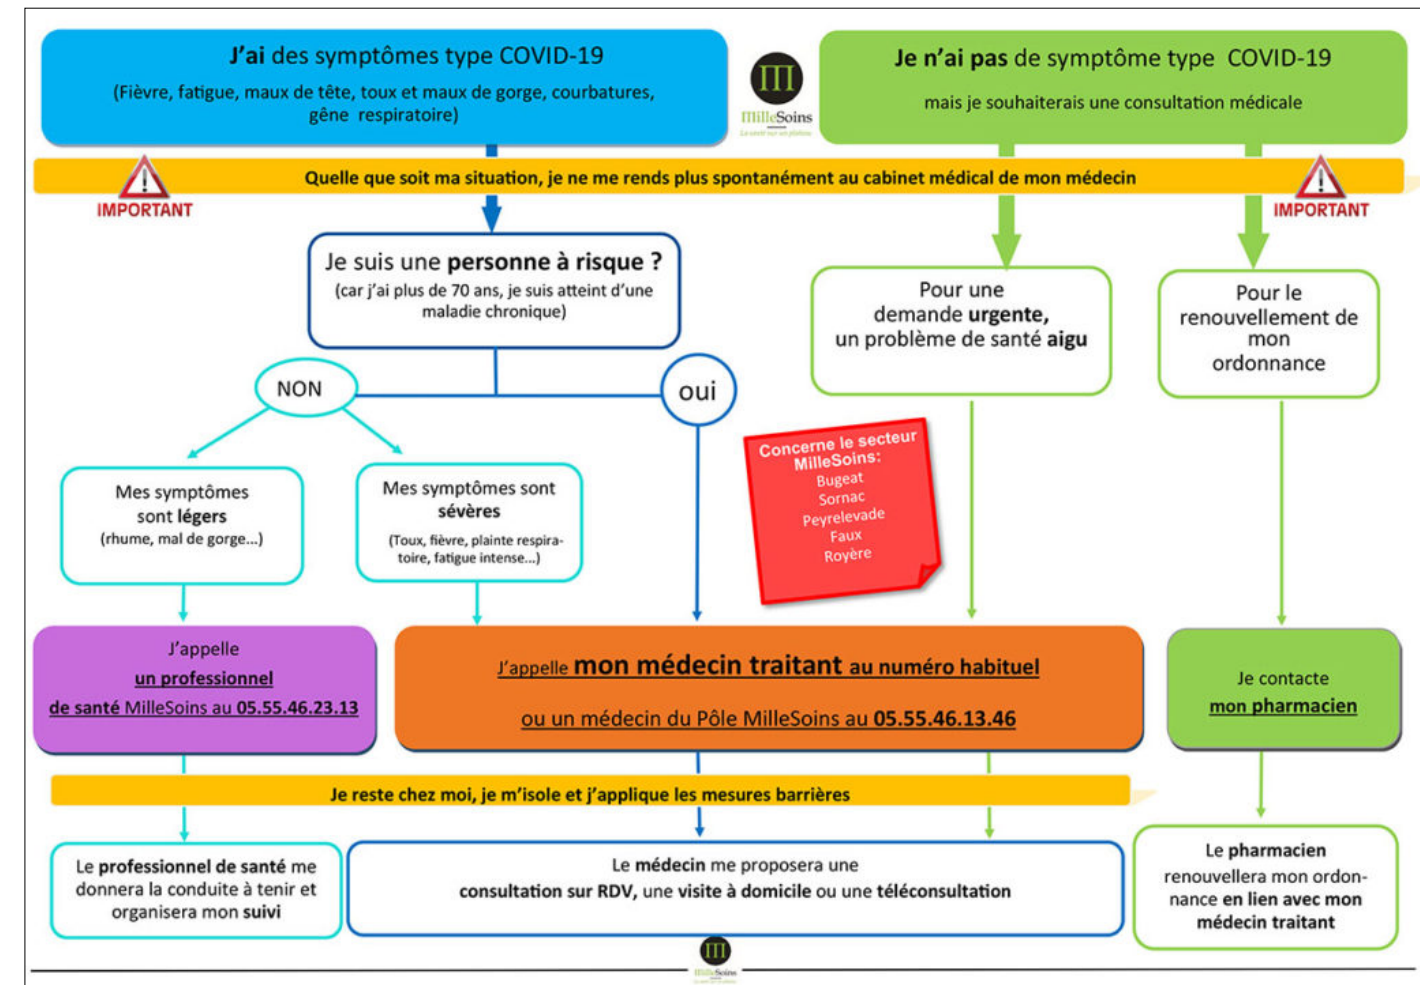 J'ai des symptômes type COVID-19
(Fièvre, fatigue, maux de tête, toux et maux de gorge, courbatures,
gêne respiratoire)
MilleSoins
La santé sur un plateau
Je n'ai pas de symptôme type COVID-19
mais je souhaiterais une consultation médicale
Quelle que soit ma situation, je ne me rends plus spontanément au cabinet médical de mon médecin
IMPORTANT
IMPORTANT
Je suis une personne à risque ?
(car j'ai plus de 70 ans, je suis atteint d'une
maladie chronique)
Pour une
demande urgente,
un problème de santé aigu
Pour le
renouvellement de
mon
ordonnance
NON
oui
Mes symptômes
sont légers
(rhume, mal de gorge...)
Mes symptômes sont
sévères
(Toux, fièvre, plainte respira-
toire, fatigue intense...)
Concerne le secteur
MilleSoins:
Bugeat
Sornac
Peyrelevade
Faux
Royère
J'appelle
un professionnel
de santé MilleSoins au 05.55.46.23.13
J'appelle mon médecin traitant au numéro habituel
ou un médecin du Pôle MilleSoins au 05.55.46.13.46
Je contacte
mon pharmacien
Je reste chez moi, je m'isole et j'applique les mesures barrières
Le professionnel de santé me
donnera la conduite à tenir et
organisera mon suivi
Le médecin me proposera une
consultation sur RDV, une visite à domicile ou une téléconsultation
Le pharmacien
renouvellera mon ordon-
nance en lien avec mon
médecin traitant
MilleSoins